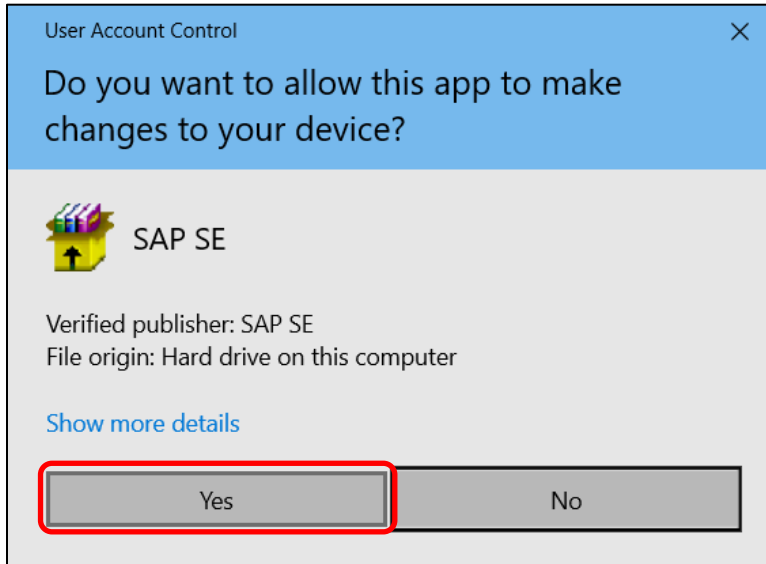 User Account Control
Do you want to allow this app to make
changes to your device?
SAP SE
Verified publisher: SAP SE
File origin: Hard drive on this computer
Show more details
Yes
No